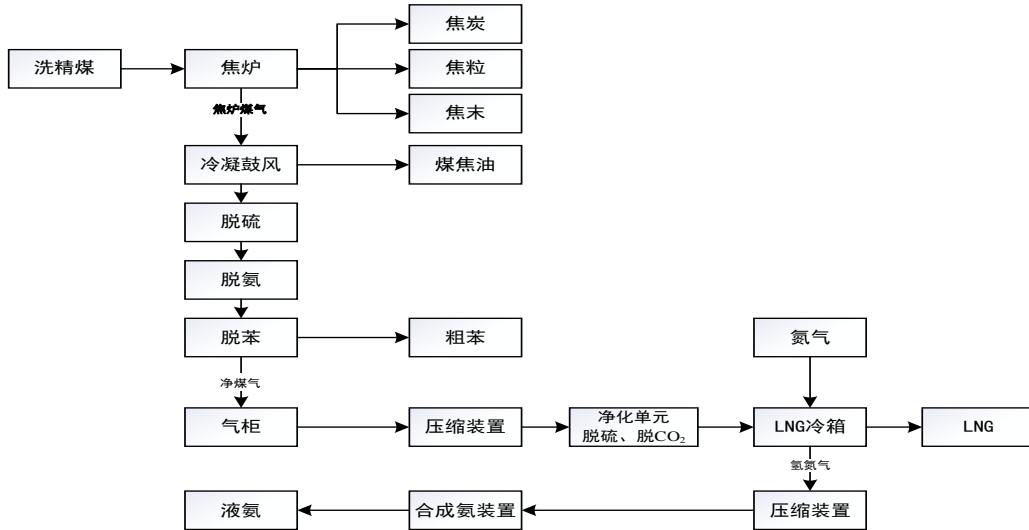 焦炭
洗精煤
焦炉
焦粒
焦炉煤气
焦末
冷凝鼓风
煤焦油
脱硫
脱氨
脱苯
粗苯
氮气
净煤气
气柜
压缩装置
净化单元
脱硫、脱CO₂
LNG冷箱
LNG
氢氮气
液氨
合成氨装置
压缩装置